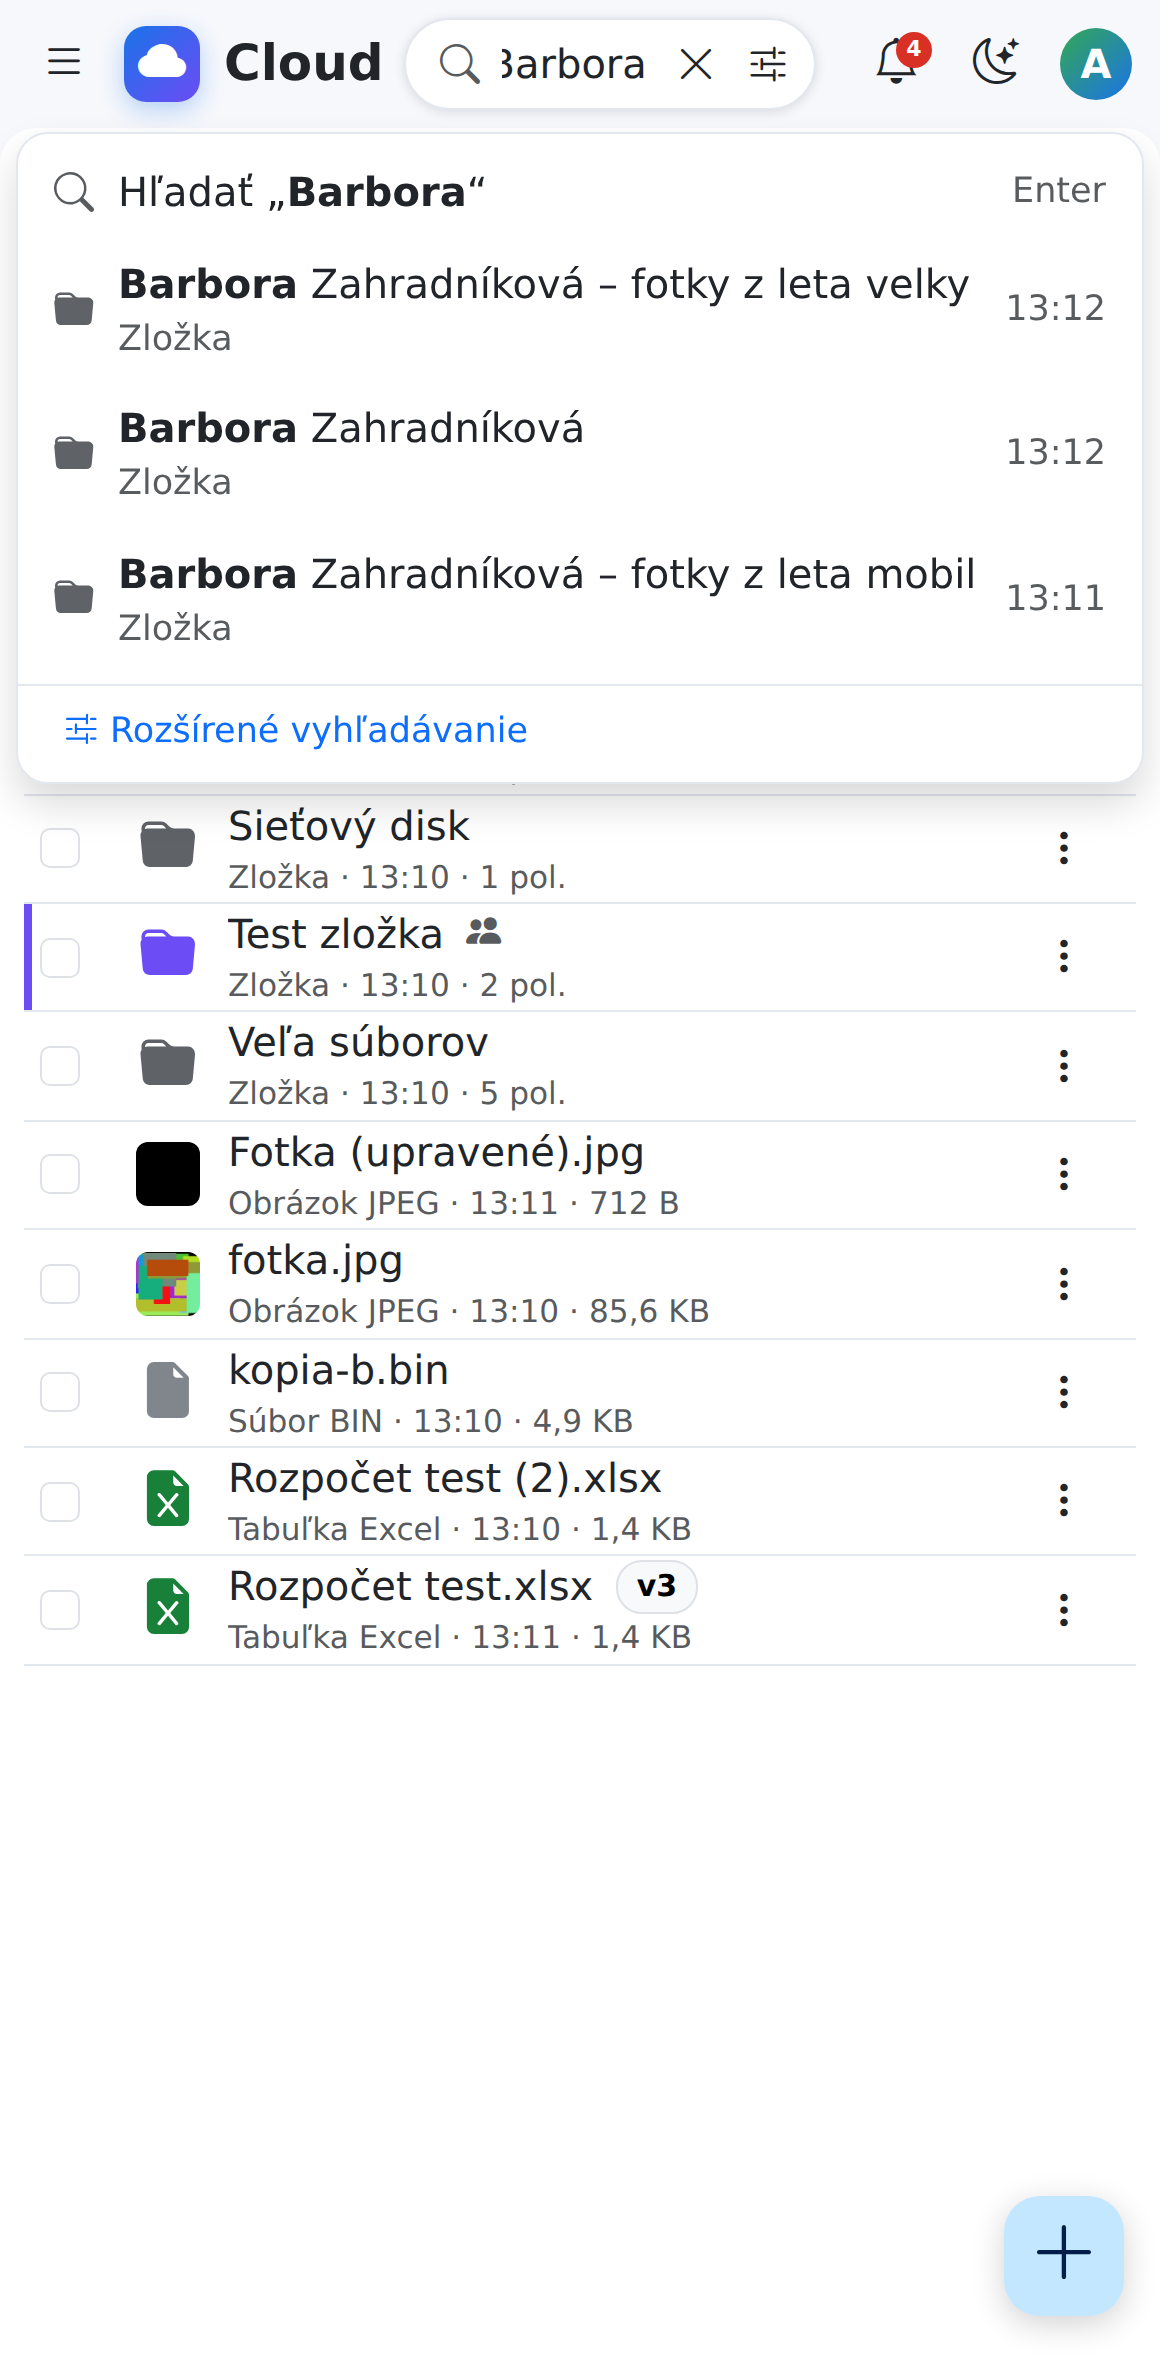 Cloud
Barbora
4
A
Hľadať „Barbora“
Enter
Barbora Zahradníková – fotky z leta velky
Zložka
13:12
Barbora Zahradníková
Zložka
13:12
Barbora Zahradníková – fotky z leta mobil
Zložka
13:11
Rozšírené vyhľadávanie
Sieťový disk
Zložka · 13:10 · 1 pol.
Test zložka
Zložka · 13:10 · 2 pol.
Veľa súborov
Zložka · 13:10 · 5 pol.
Fotka (upravené).jpg
Obrázok JPEG · 13:11 · 712 B
fotka.jpg
Obrázok JPEG · 13:10 · 85,6 KB
kopia-b.bin
Súbor BIN · 13:10 · 4,9 KB
Rozpočet test (2).xlsx
Tabuľka Excel · 13:10 · 1,4 KB
Rozpočet test.xlsx v3
Tabuľka Excel · 13:11 · 1,4 KB